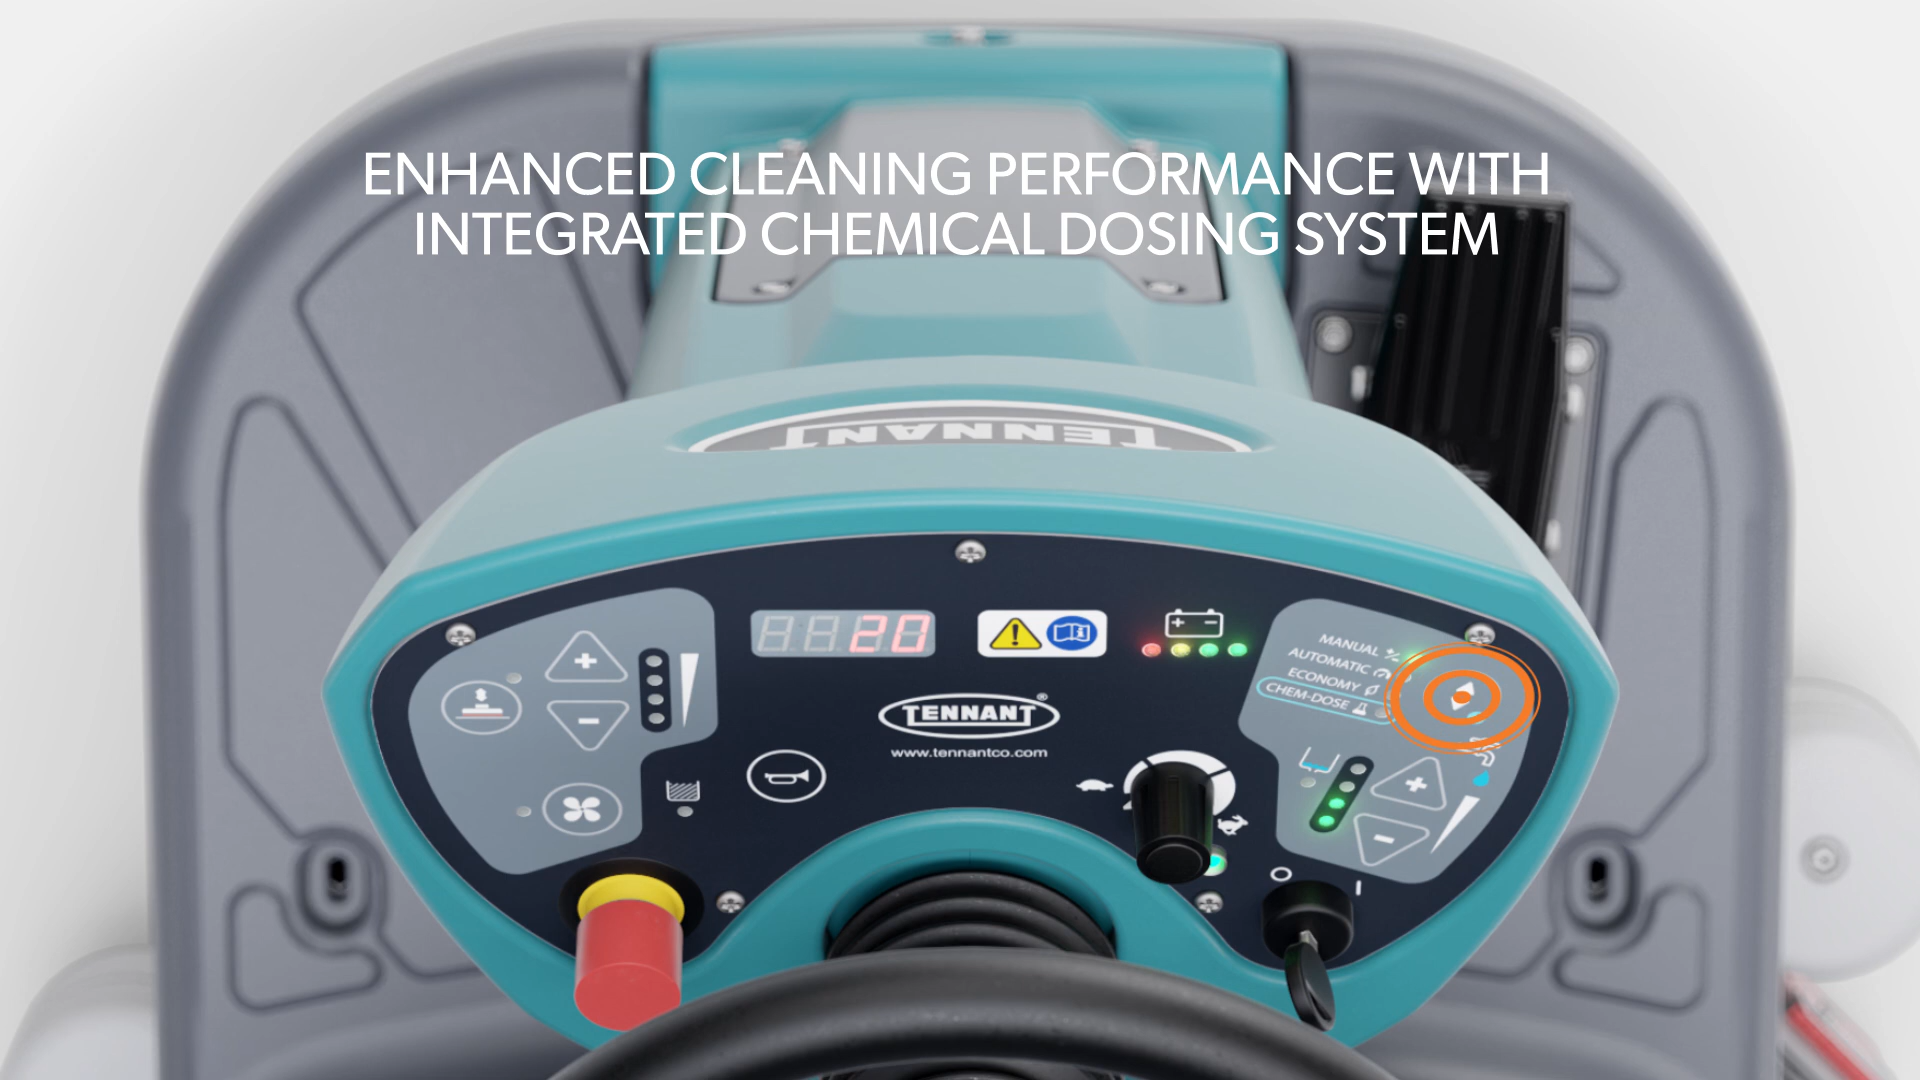 ENHANCED CLEANING PERFORMANCE WITH
INTEGRATED CHEMICAL DOSING SYSTEM
TENNANT
20
MANUAL
AUTOMATIC
ECONOMY
CHEM-DOSE
TENNANT®
www.tennantco.com